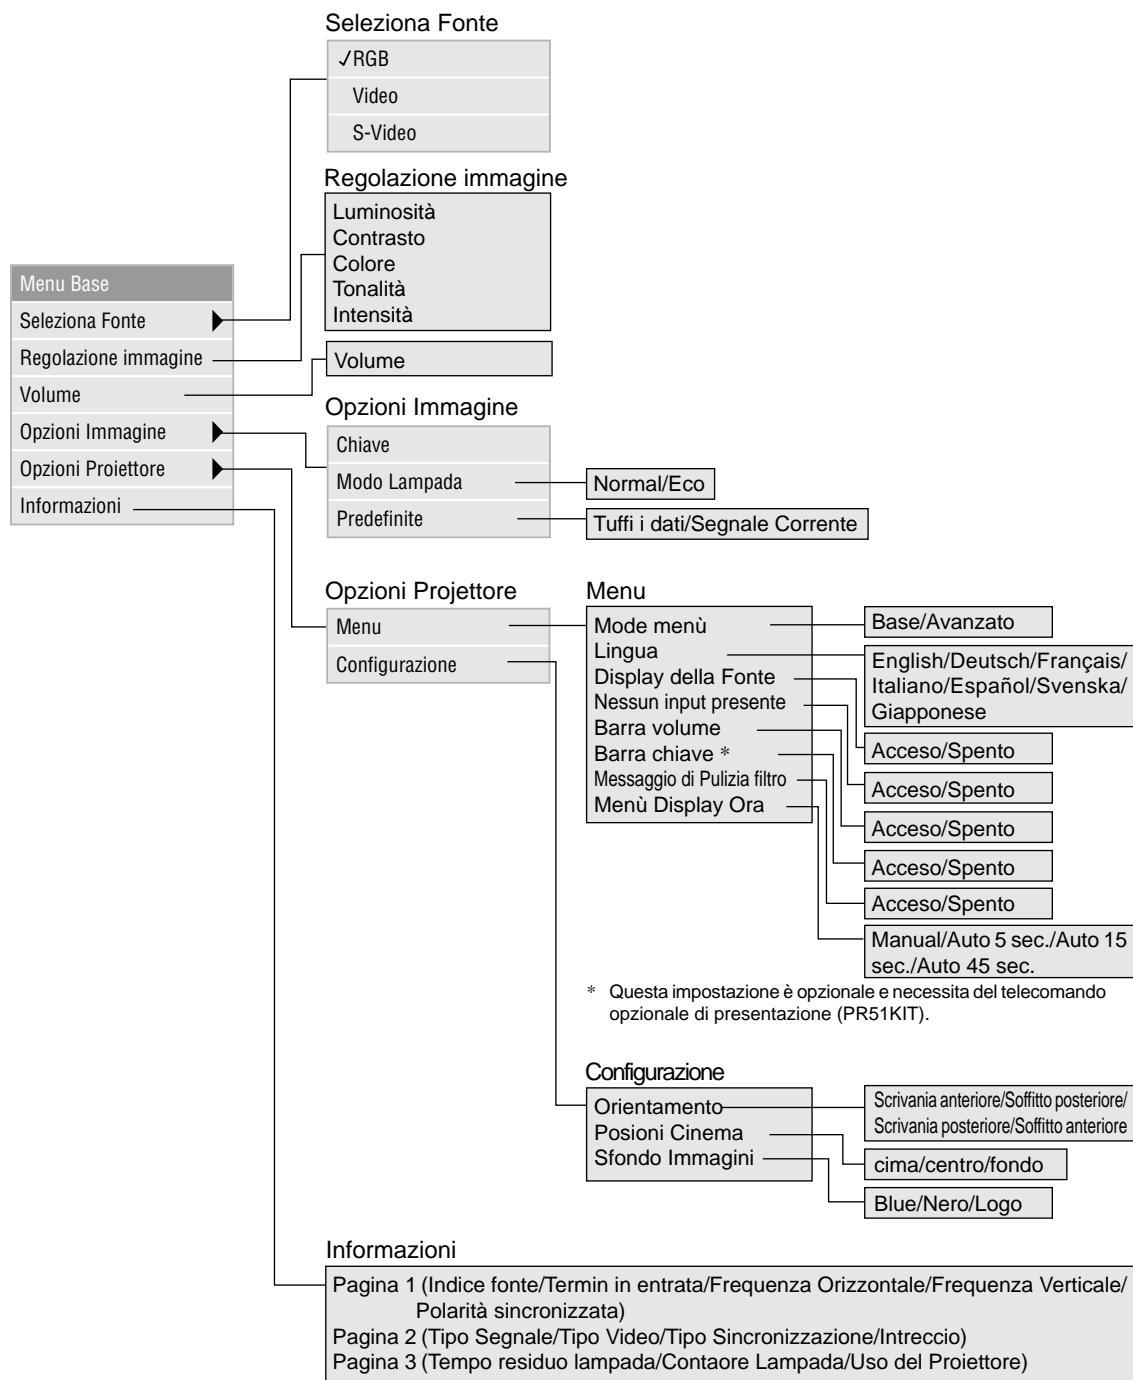 Seleziona Fonte
✓RGB
Video
S-Video
Regolazione immagine
Luminosità
Contrasto
Colore
Tonalità
Intensità
Menu Base
Seleziona Fonte
Regolazione immagine
Volume
Opzioni Immagine
Opzioni Proiettore
Informazioni
Volume
Opzioni Immagine
Chiave
Modo Lampada
Predefinite
Normal/Eco
Tuffi i dati/Segnale Corrente
Opzioni Projettore
Menu
Configurazione
Menu
Mode menù
Lingua
Display della Fonte
Nessun input presente
Barra volume
Barra chiave *
Messaggio di Pulizia filtro
Menù Display Ora
Base/Avanzato
English/Deutsch/Français/
Italiano/Español/Svenska/
Giapponese
Acceso/Spento
Acceso/Spento
Acceso/Spento
Acceso/Spento
Acceso/Spento
Manual/Auto 5 sec./Auto 15
sec./Auto 45 sec.
* Questa impostazione è opzionale e necessita del telecomando
opzionale di presentazione (PR51KIT).
Configurazione
Orientamento
Posioni Cinema
Sfondo Immagini
Scrivania anteriore/Soffitto posteriore/
Scrivania posteriore/Soffitto anteriore
cima/centro/fondo
Blue/Nero/Logo
Informazioni
Pagina 1 (Indice fonte/Termin in entrata/Frequenza Orizzontale/Frequenza Verticale/
Polarità sincronizzata)
Pagina 2 (Tipo Segnale/Tipo Video/Tipo Sincronizzazione/Intreccio)
Pagina 3 (Tempo residuo lampada/Contaore Lampada/Uso del Proiettore)